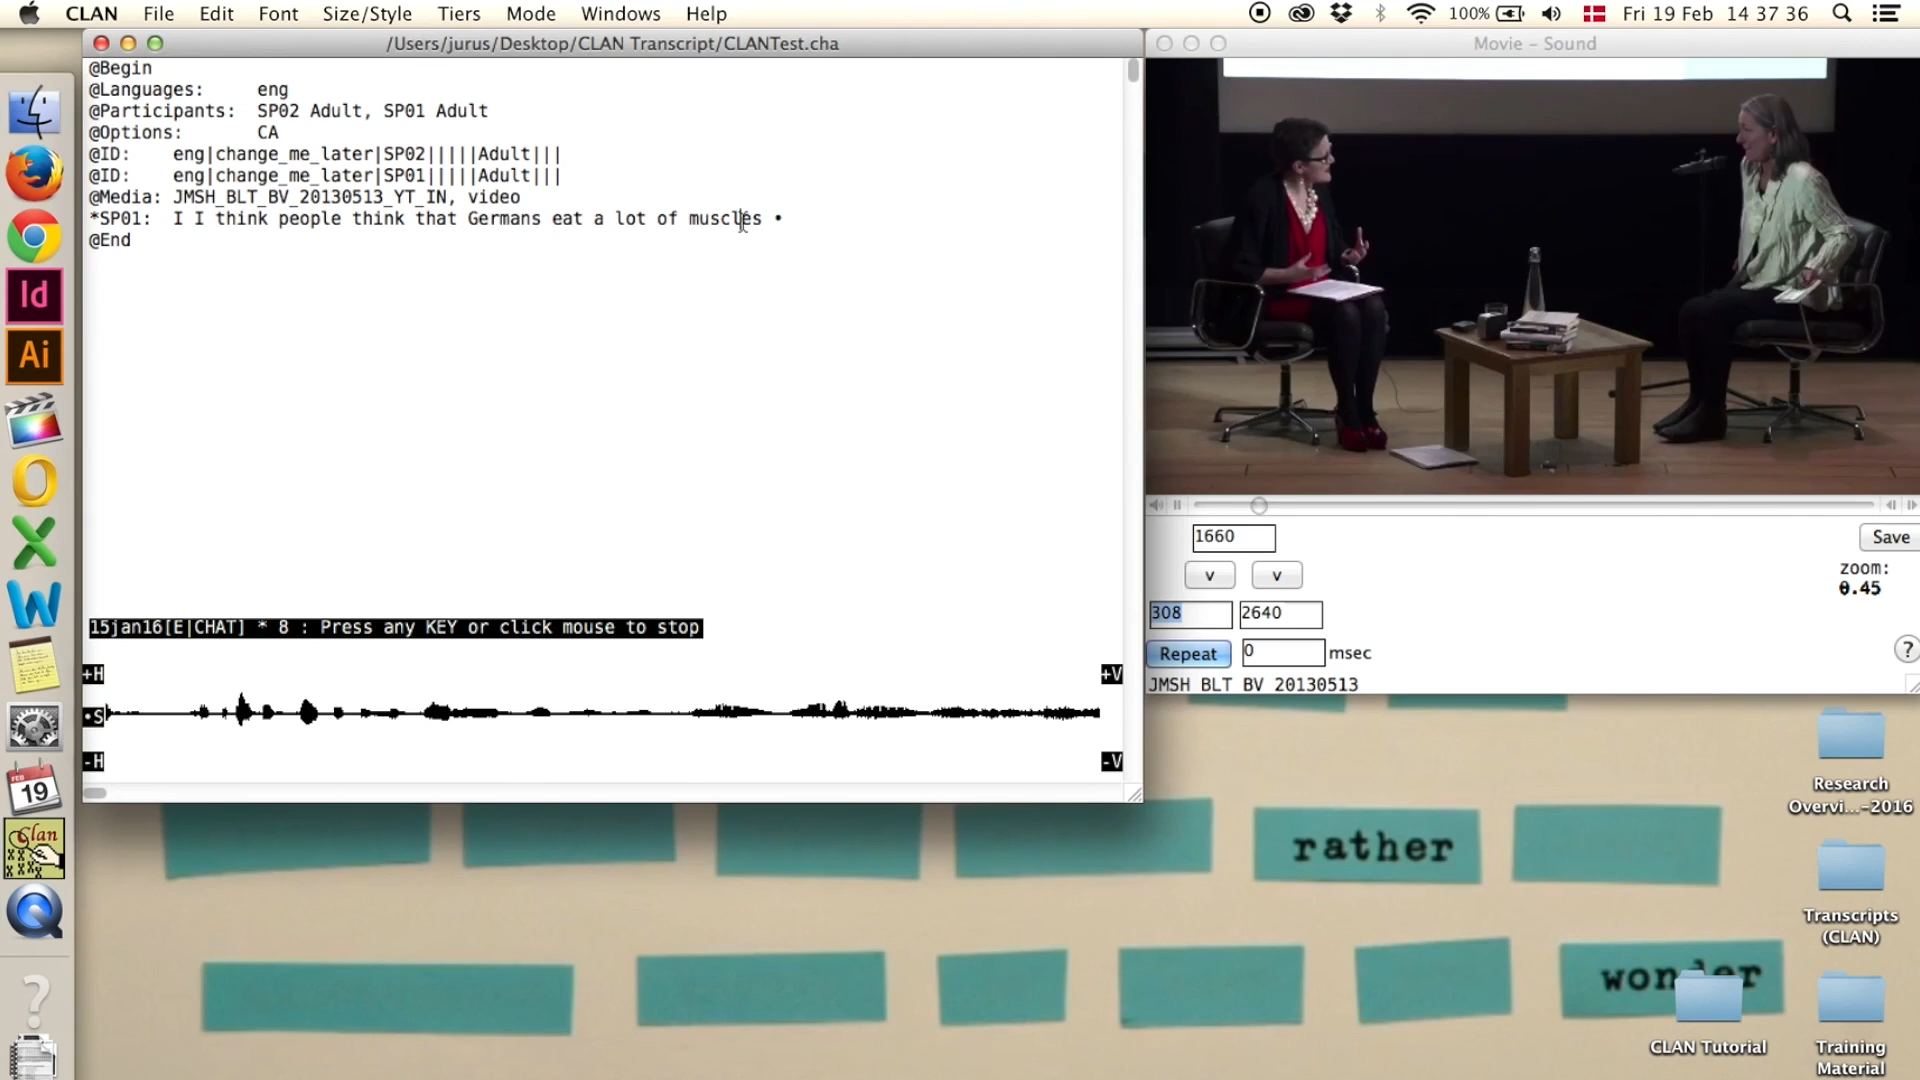 CLAN File Edit Font Size/Style Tiers Mode Windows Help 100% Fri 19 Feb 14 37 36
/Users/jurus/Desktop/CLAN Transcript/CLANTest.cha
Movie – Sound
@Begin
@Languages: eng
@Participants: SP02 Adult, SP01 Adult
@Options: CA
@ID: eng|change_me_later|SP02|||||Adult|||
@ID: eng|change_me_later|SP01|||||Adult|||
@Media: JMSH_BLT_BV_20130513_YT_IN, video
*SP01: I I think people think that Germans eat a lot of muscles •
@End
Id
Ai
1660
Save
v v
zoom:
0.45
308 2640
Repeat 0 msec
?
JMSH BLT BV 20130513
15jan16[E|CHAT] * 8 : Press any KEY or click mouse to stop
+H +V
•S
-H -V
FEB
19
Clan
rather
wonder
Research
Overvi...-2016
Transcripts
(CLAN)
CLAN Tutorial
Training
Material